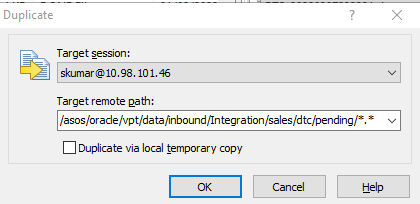 Duplicate
Target session:
skumar@10.98.101.46
Target remote path:
/asos/oracle/vpt/data/inbound/Integration/sales/dtc/pending/*.*
Duplicate via local temporary copy
OK Cancel Help